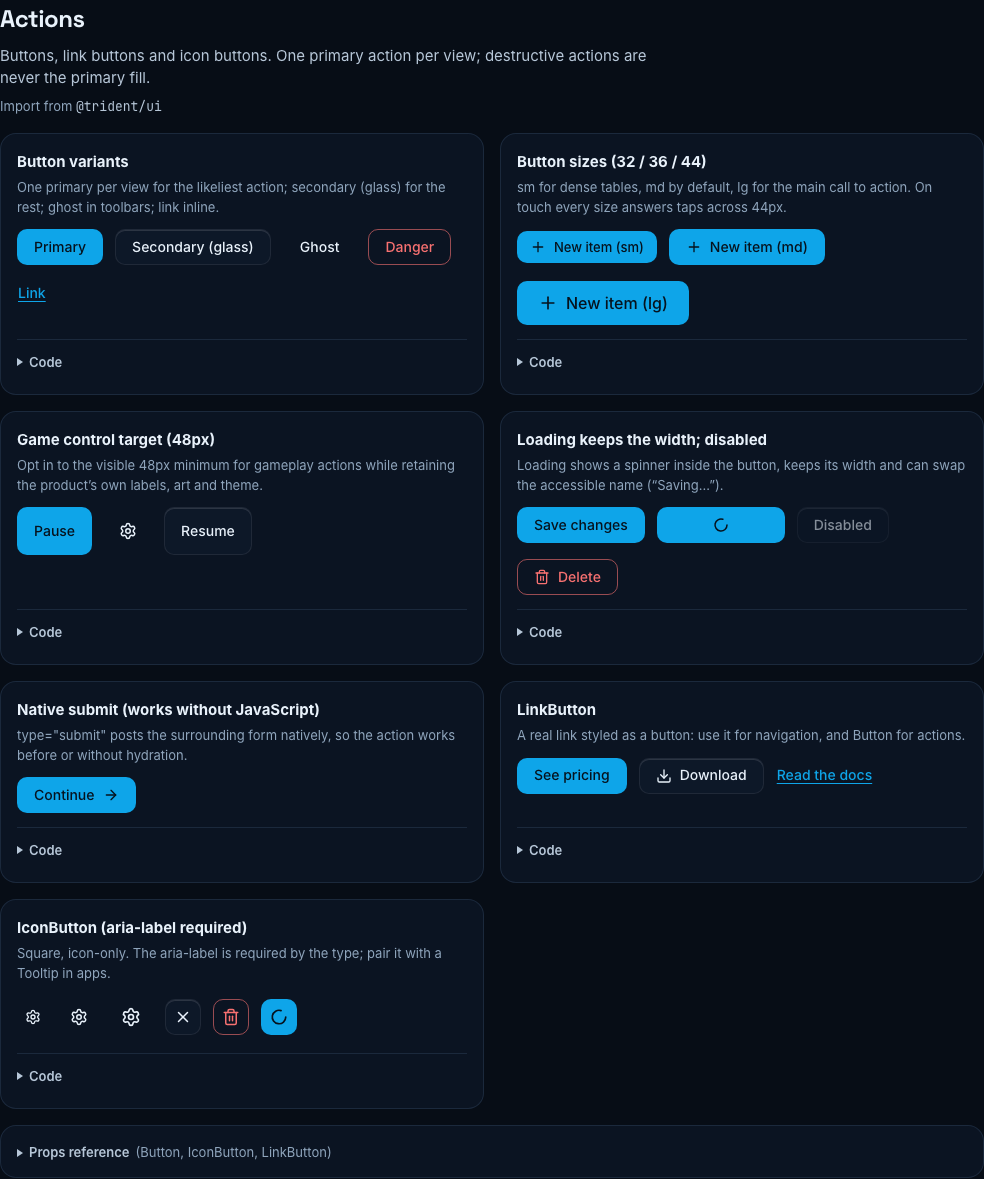 Actions
Buttons, link buttons and icon buttons. One primary action per view; destructive actions are
never the primary fill.
Import from @trident/ui
Button variants
One primary per view for the likeliest action; secondary (glass) for the
rest; ghost in toolbars; link inline.
Primary
Secondary (glass)
Ghost
Danger
Link
Code
Button sizes (32 / 36 / 44)
sm for dense tables, md by default, lg for the main call to action. On
touch every size answers taps across 44px.
New item (sm)
New item (md)
New item (lg)
Code
Game control target (48px)
Opt in to the visible 48px minimum for gameplay actions while retaining
the product’s own labels, art and theme.
Pause
Resume
Code
Loading keeps the width; disabled
Loading shows a spinner inside the button, keeps its width and can swap
the accessible name (“Saving…”).
Save changes
Disabled
Delete
Code
Native submit (works without JavaScript)
type="submit" posts the surrounding form natively, so the action works
before or without hydration.
Continue
Code
LinkButton
A real link styled as a button: use it for navigation, and Button for actions.
See pricing
Download
Read the docs
Code
IconButton (aria-label required)
Square, icon-only. The aria-label is required by the type; pair it with a
Tooltip in apps.
Code
Props reference (Button, IconButton, LinkButton)